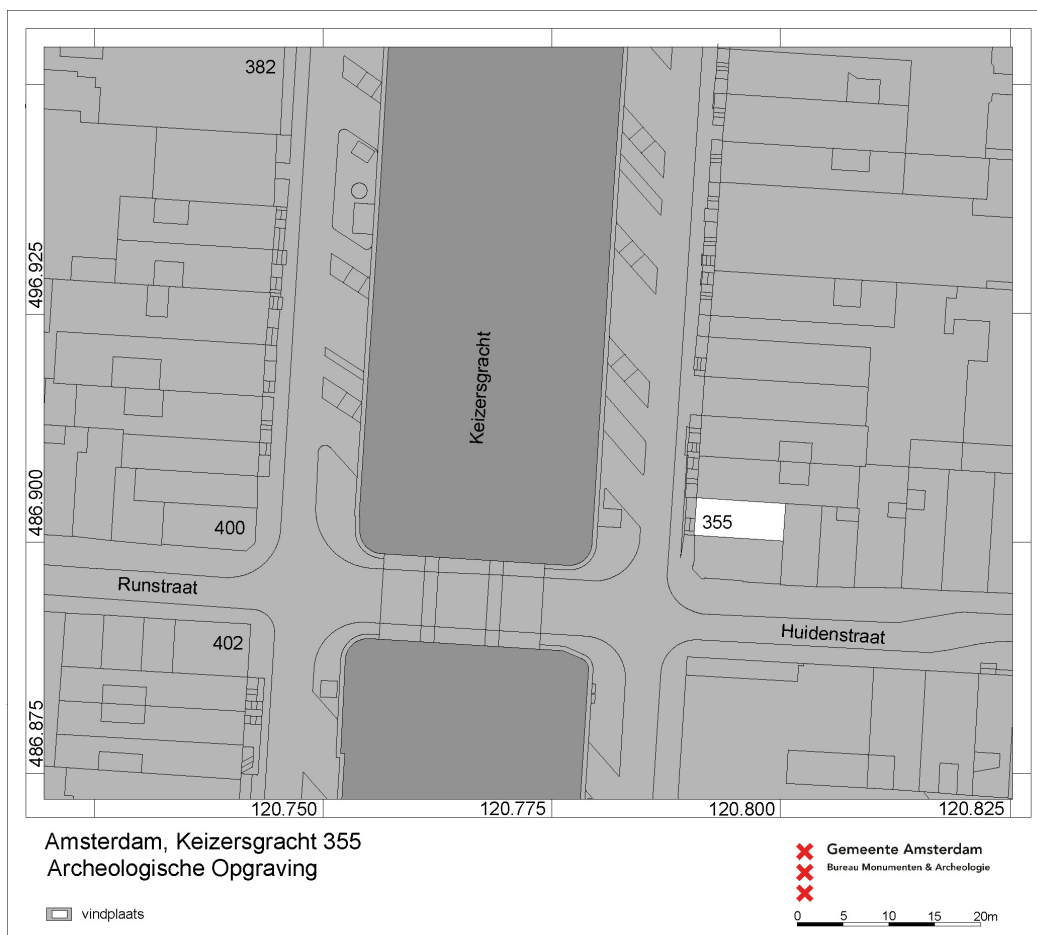 382
496.925
Keizersgracht
486.900
355
400
Runstraat
Huidenstraat
402
486.875
120.750
120.775
120.800
120.825
Amsterdam, Keizersgracht 355
Archeologische Opgraving
vindplaats
Gemeente Amsterdam
Bureau Monumenten & Archeologie
0 5 10 15 20m